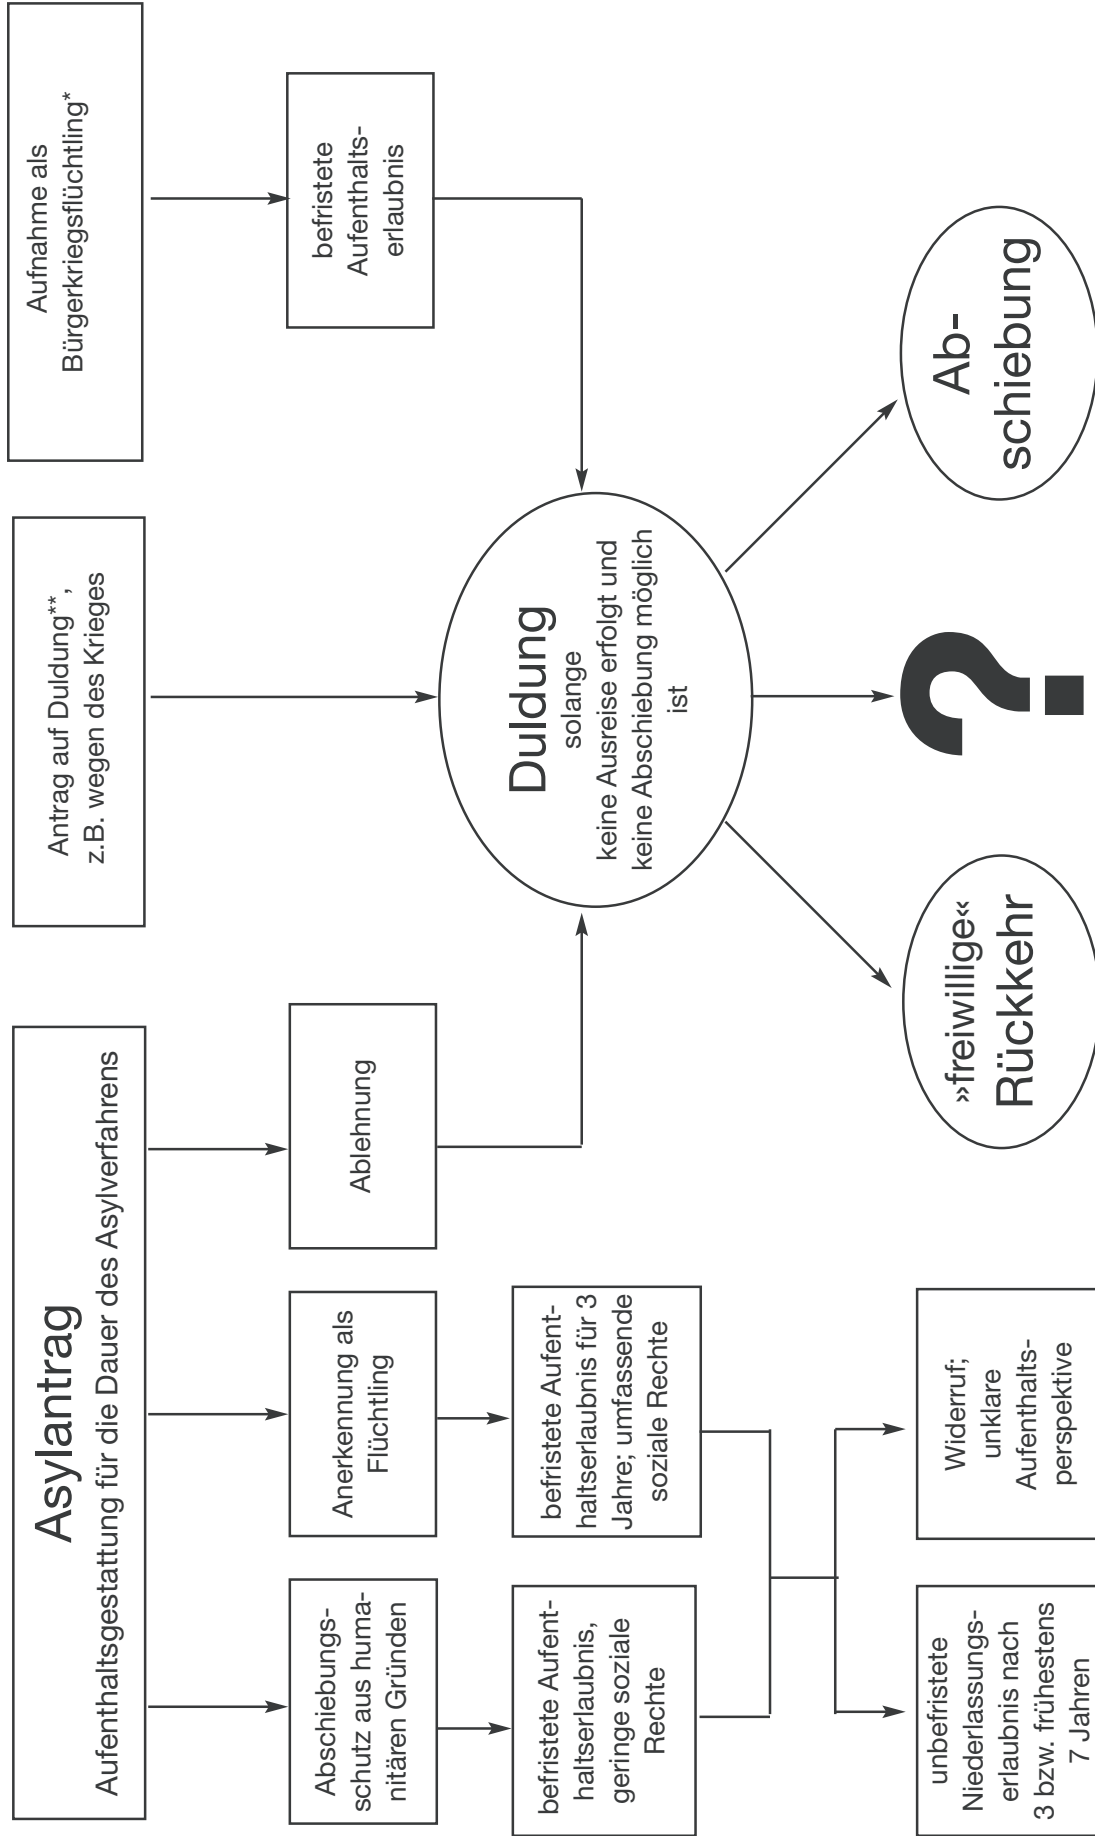 Asylantrag
Aufenthaltsgestattung für die Dauer des Asylverfahrens
Antrag auf Duldung**,
z.B. wegen des Krieges
Aufnahme als
Bürgerkriegsflüchtling*
Abschiebungs-
schutz aus huma-
nitären Gründen
Anerkennung als
Flüchtling
Ablehnung
befristete
Aufenthalts-
erlaubnis
befristete Aufent-
haltserlaubnis,
geringe soziale
Rechte
befristete Aufent-
haltserlaubnis für 3
Jahre; umfassende
soziale Rechte
Duldung
solange
keine Ausreise erfolgt und
keine Abschiebung möglich
ist
unbefristete
Niederlassungs-
erlaubnis nach
3 bzw. frühestens
7 Jahren
Widerruf;
unklare
Aufenthalts-
perspektive
»freiwillige«
Rückkehr
?
Ab-
schiebung